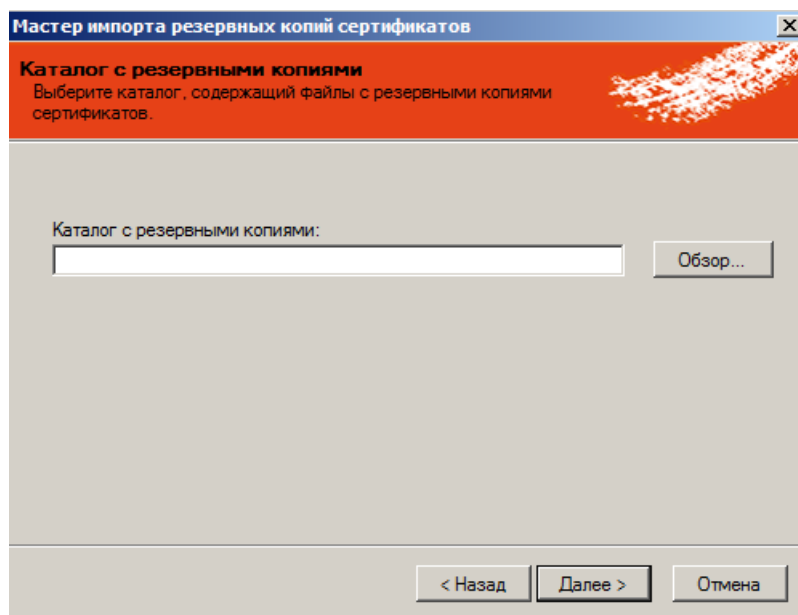 Мастер импорта резервных копий сертификатов
Каталог с резервными копиями
Выберите каталог, содержащий файлы с резервными копиями
сертификатов.
Каталог с резервными копиями:
Обзор...
< Назад
Далее >
Отмена